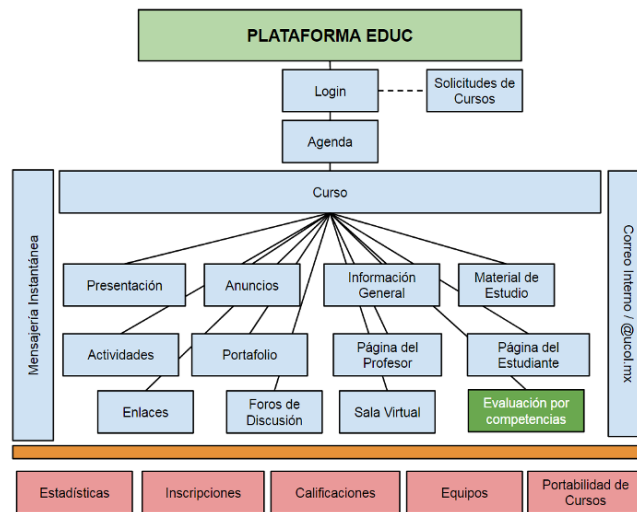 PLATAFORMA EDUC
Login
Solicitudes de
Cursos
Agenda
Mensajería Instantánea
Curso
Correo Interno / @ucol.mx
Presentación
Anuncios
Información
General
Material de
Estudio
Actividades
Portafolio
Página del
Profesor
Página del
Estudiante
Enlaces
Foros de
Discusión
Sala Virtual
Evaluación por
competencias
Estadísticas
Inscripciones
Calificaciones
Equipos
Portabilidad de
Cursos